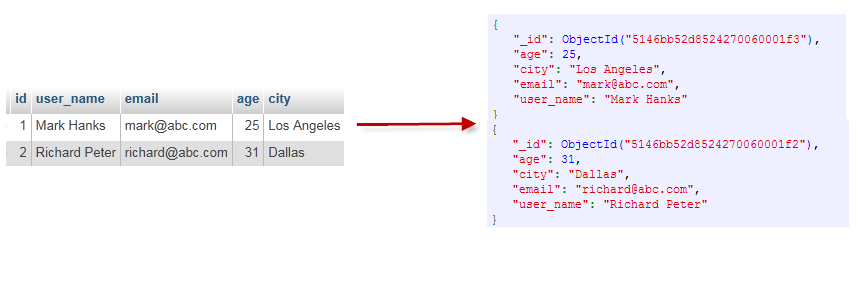 id user_name email age city
1 Mark Hanks mark@abc.com 25 Los Angeles
2 Richard Peter richard@abc.com 31 Dallas
{
"_id": ObjectId("5146bb52d8524270060001f3"),
"age": 25,
"city": "Los Angeles",
"email": "mark@abc.com",
"user_name": "Mark Hanks"
}
{
"_id": ObjectId("5146bb52d8524270060001f2"),
"age": 31,
"city": "Dallas",
"email": "richard@abc.com",
"user_name": "Richard Peter"
}